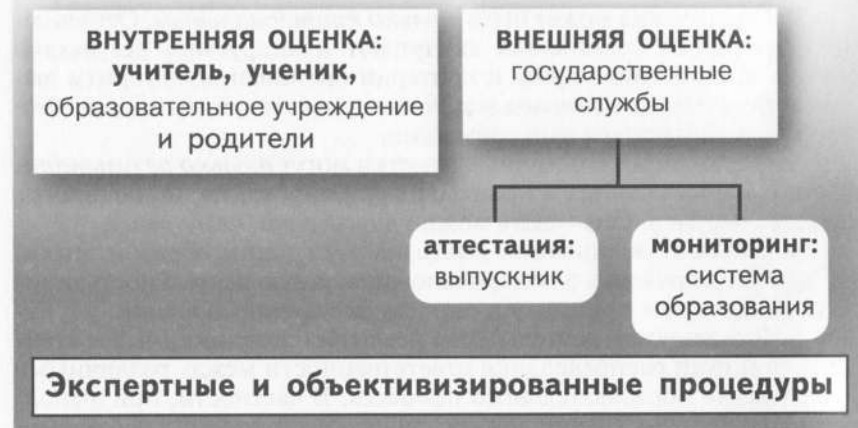 ВНУТРЕННЯЯ ОЦЕНКА:
учитель, ученик,
образовательное учреждение
и родители
ВНЕШНЯЯ ОЦЕНКА:
государственные
службы
аттестация:
выпускник
мониторинг:
система
образования
Экспертные и объективизированные процедуры